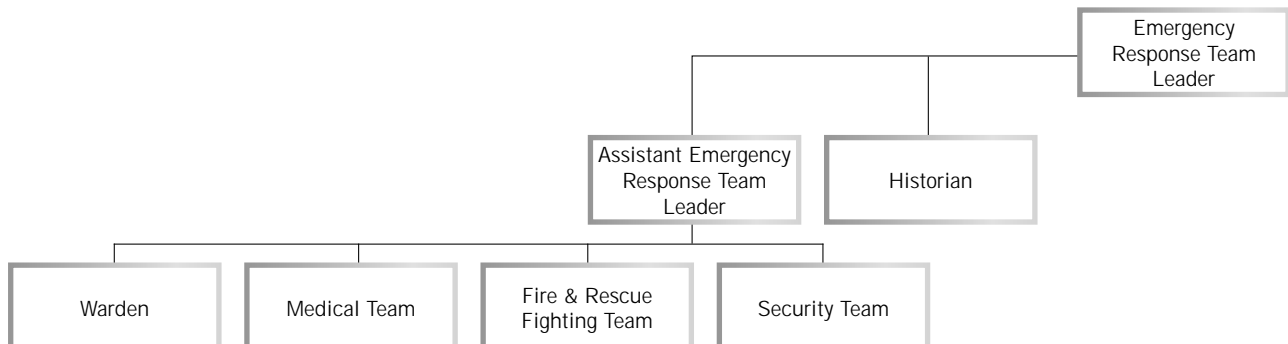 Emergency
Response Team
Leader
Assistant Emergency
Response Team
Leader
Historian
Warden
Medical Team
Fire & Rescue
Fighting Team
Security Team